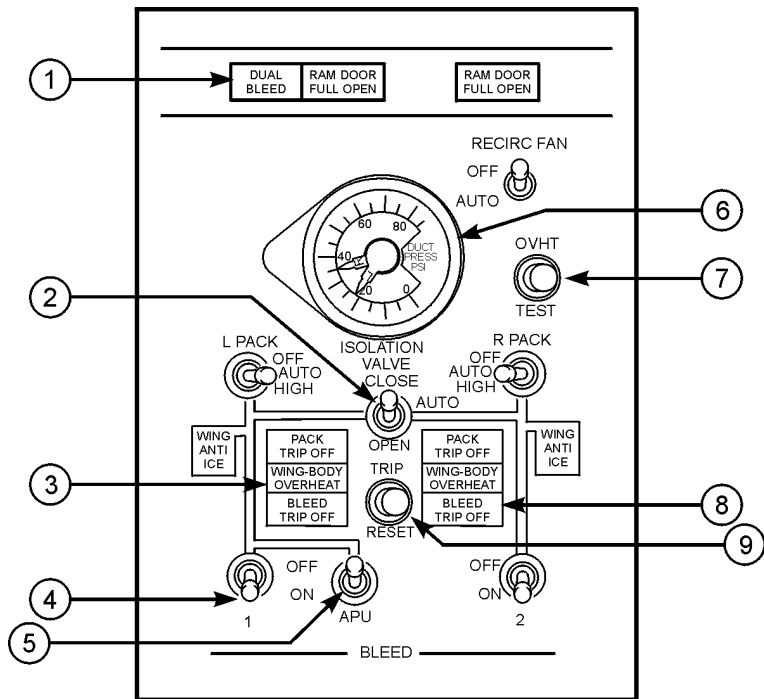 1
DUAL
BLEED
RAM DOOR
FULL OPEN
RAM DOOR
FULL OPEN
RECIRC FAN
OFF
AUTO
60
80
40
20
0
DUCT
PRESS
PSI
6
OVHT
TEST
7
2
L PACK
OFF
AUTO
HIGH
ISOLATION
VALVE
CLOSE
AUTO
OPEN
R PACK
OFF
AUTO
HIGH
WING
ANTI
ICE
PACK
TRIP OFF
WING-BODY
OVERHEAT
BLEED
TRIP OFF
TRIP
RESET
PACK
TRIP OFF
WING-BODY
OVERHEAT
BLEED
TRIP OFF
WING
ANTI
ICE
3
8
9
4
OFF
ON
1
5
APU
OFF
ON
2
BLEED